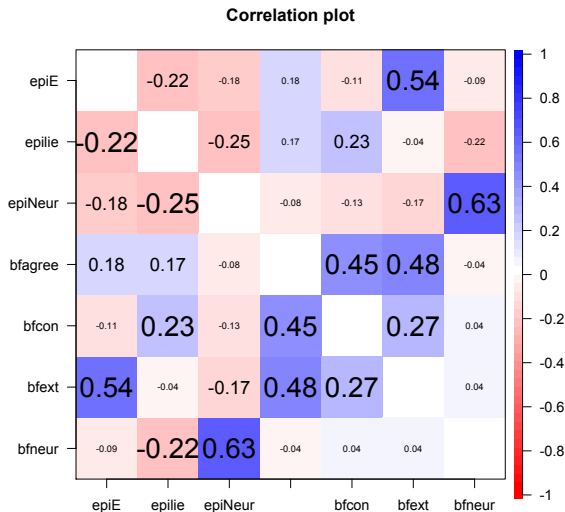 Correlation plot
epiE -0.22 -0.18 0.18 -0.11 0.54 -0.09
epilie -0.22 -0.25 0.17 0.23 -0.04 -0.22
epiNeur -0.18 -0.25 -0.08 -0.13 -0.17 0.63
bfagree 0.18 0.17 -0.08 0.45 0.48 -0.04
bfcon -0.11 0.23 -0.13 0.45 0.27 0.04
bfext 0.54 -0.04 -0.17 0.48 0.27 0.04
bfneur -0.09 -0.22 0.63 -0.04 0.04 0.04
epiE epilie epiNeur bfcon bfext bfneur
1
0.8
0.6
0.4
0.2
0
-0.2
-0.4
-0.6
-0.8
-1